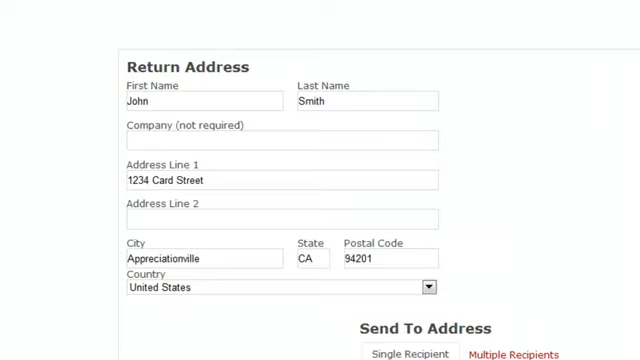 Return Address
First Name Last Name
John Smith
Company (not required)
Address Line 1
1234 Card Street
Address Line 2
City State Postal Code
Appreciationville CA 94201
Country
United States
Send To Address
Single Recipient Multiple Recipients